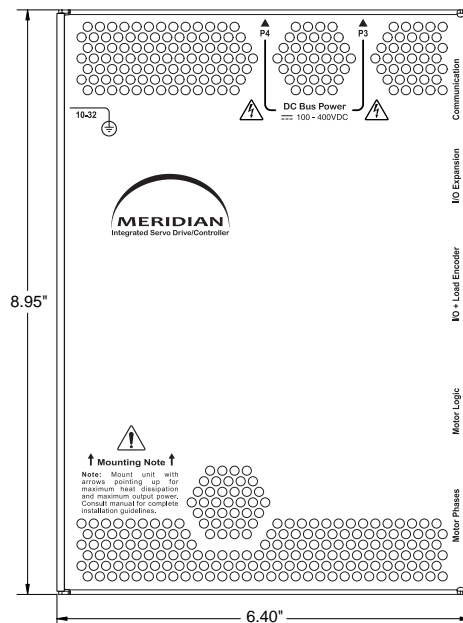 P4
P3
DC Bus Power
100 - 400VDC
10-32
MERIDIAN
Integrated Servo Drive/Controller
Communication
I/O Expansion
I/O + Load Encoder
Motor Logic
Motor Phases
8.95"
Mounting Note
Note: Mount unit with
arrows pointing up for
maximum heat dissipation
and maximum output power.
Consult manual for complete
installation guidelines.
6.40"